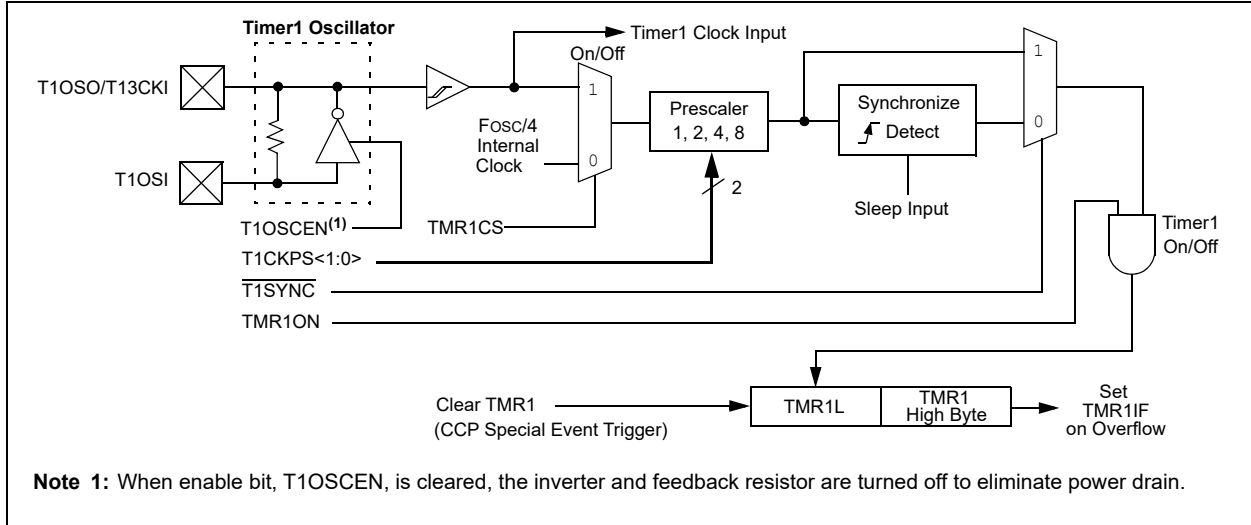 Timer1 Oscillator
T1OSO/T13CKI
T1OSI
On/Off
Timer1 Clock Input
1
0
FOSC/4
Internal
Clock
Prescaler
1, 2, 4, 8
2
Synchronize
Detect
Sleep Input
1
0
Timer1
On/Off
T1OSCEN(1)
TMR1CS
T1CKPS<1:0>
T1SYNC
TMR1ON
Clear TMR1
(CCP Special Event Trigger)
TMR1L
TMR1
High Byte
Set
TMR1IF
on Overflow
Note 1: When enable bit, T1OSCEN, is cleared, the inverter and feedback resistor are turned off to eliminate power drain.